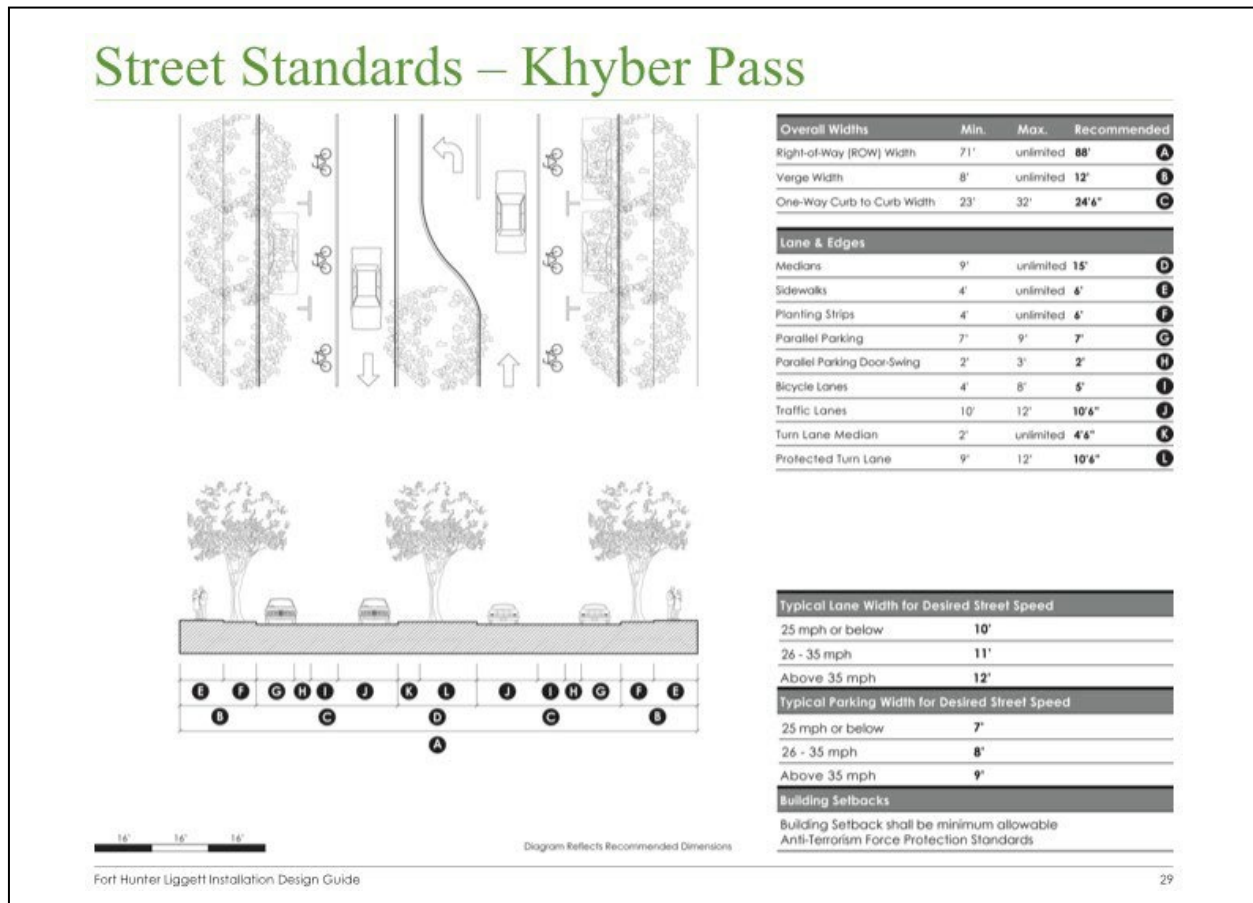 Street Standards – Khyber Pass
Overall Widths Min. Max. Recommended
Right-of-Way (ROW) Width 71' unlimited 88' A
Verge Width 8' unlimited 12' B
One-Way Curb to Curb Width 23' 32' 24'6" C
Lane & Edges
Medians 9' unlimited 15' D
Sidewalks 4' unlimited 6' E
Planting Strips 4' unlimited 6' F
Parallel Parking 7' 9' 7' G
Parallel Parking Door-Swing 2' 3' 2' H
Bicycle Lanes 4' 8' 5' I
Traffic Lanes 10' 12' 10'6" J
Turn Lane Median 2' unlimited 4'6" K
Protected Turn Lane 9' 12' 10'6" L
E F G H I J K L J I H G F E
B C D C B
A
Typical Lane Width for Desired Street Speed
25 mph or below 10'
26 - 35 mph 11'
Above 35 mph 12'
Typical Parking Width for Desired Street Speed
25 mph or below 7'
26 - 35 mph 8'
Above 35 mph 9'
Building Setbacks
Building Setback shall be minimum allowable
Anti-Terrorism Force Protection Standards
16' 16' 16'
Diagram Reflects Recommended Dimensions
Fort Hunter Liggett Installation Design Guide 29